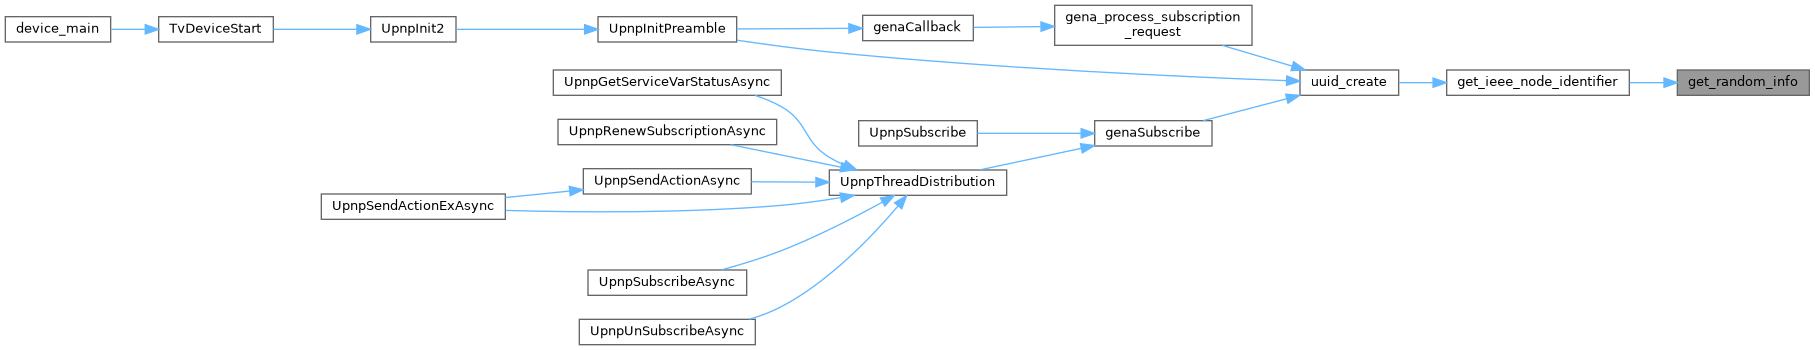 device_main
TvDeviceStart
UpnpInit2
UpnpInitPreamble
genaCallback
gena_process_subscription
_request
UpnpGetServiceVarStatusAsync
uuid_create
get_ieee_node_identifier
get_random_info
UpnpRenewSubscriptionAsync
UpnpSubscribe
genaSubscribe
UpnpSendActionAsync
UpnpThreadDistribution
UpnpSendActionExAsync
UpnpSubscribeAsync
UpnpUnSubscribeAsync